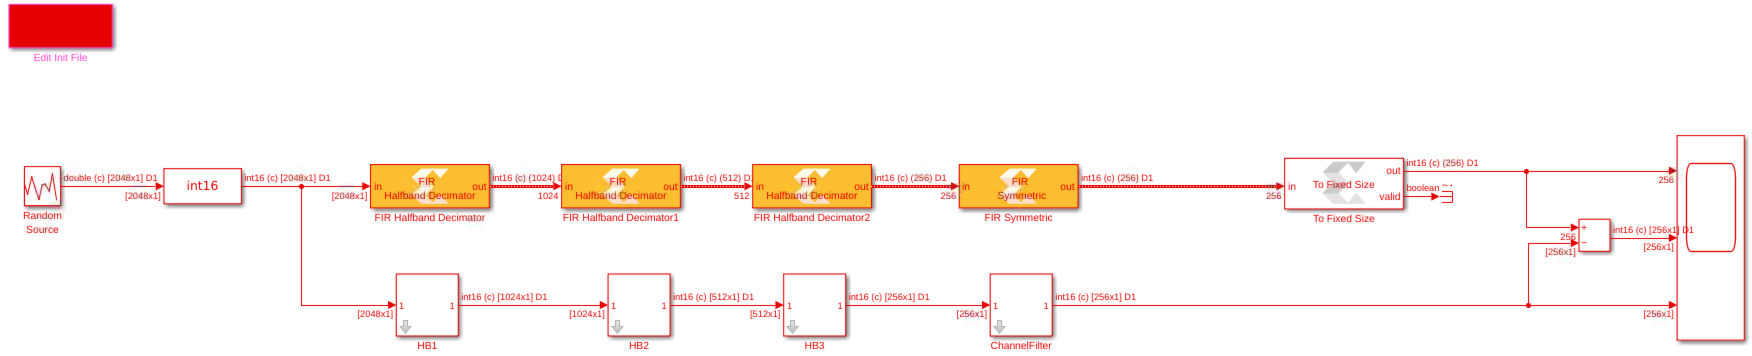 Edit Init File
Random
Source
double (c) [2048x1] D1
[2048x1]
int16
int16 (c) [2048x1] D1
[2048x1]
in
FIR
Halfband Decimator
out
FIR Halfband Decimator
int16 (c) (1024) D
1024
in
FIR
Halfband Decimator
out
FIR Halfband Decimator1
int16 (c) (512) D1
512
in
FIR
Halfband Decimator
out
FIR Halfband Decimator2
int16 (c) (256) D1
256
in
FIR
Symmetric
out
FIR Symmetric
int16 (c) (256) D1
256
in
To Fixed Size
out
valid
To Fixed Size
int16 (c) (256) D1
boolean
256
+
256
−
[256x1]
int16 (c) [256x1] D1
[256x1]
[2048x1]
1
1
HB1
int16 (c) [1024x1] D1
[1024x1]
1
1
HB2
int16 (c) [512x1] D1
[512x1]
1
1
HB3
int16 (c) [256x1] D1
[256x1]
1
1
ChannelFilter
int16 (c) [256x1] D1
[256x1]